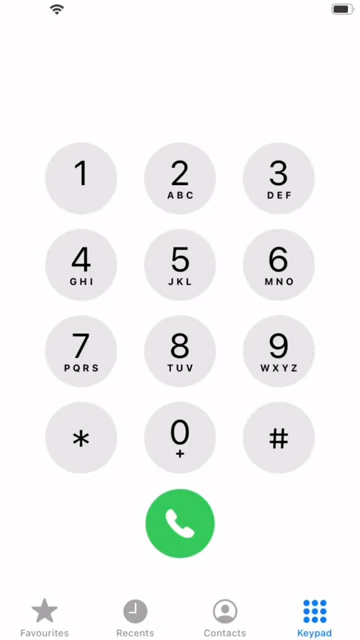 1 2 3
ABC DEF
4 5 6
GHI JKL MNO
7 8 9
PQRS TUV WXYZ
* 0 #
+
Favourites Recents Contacts Keypad